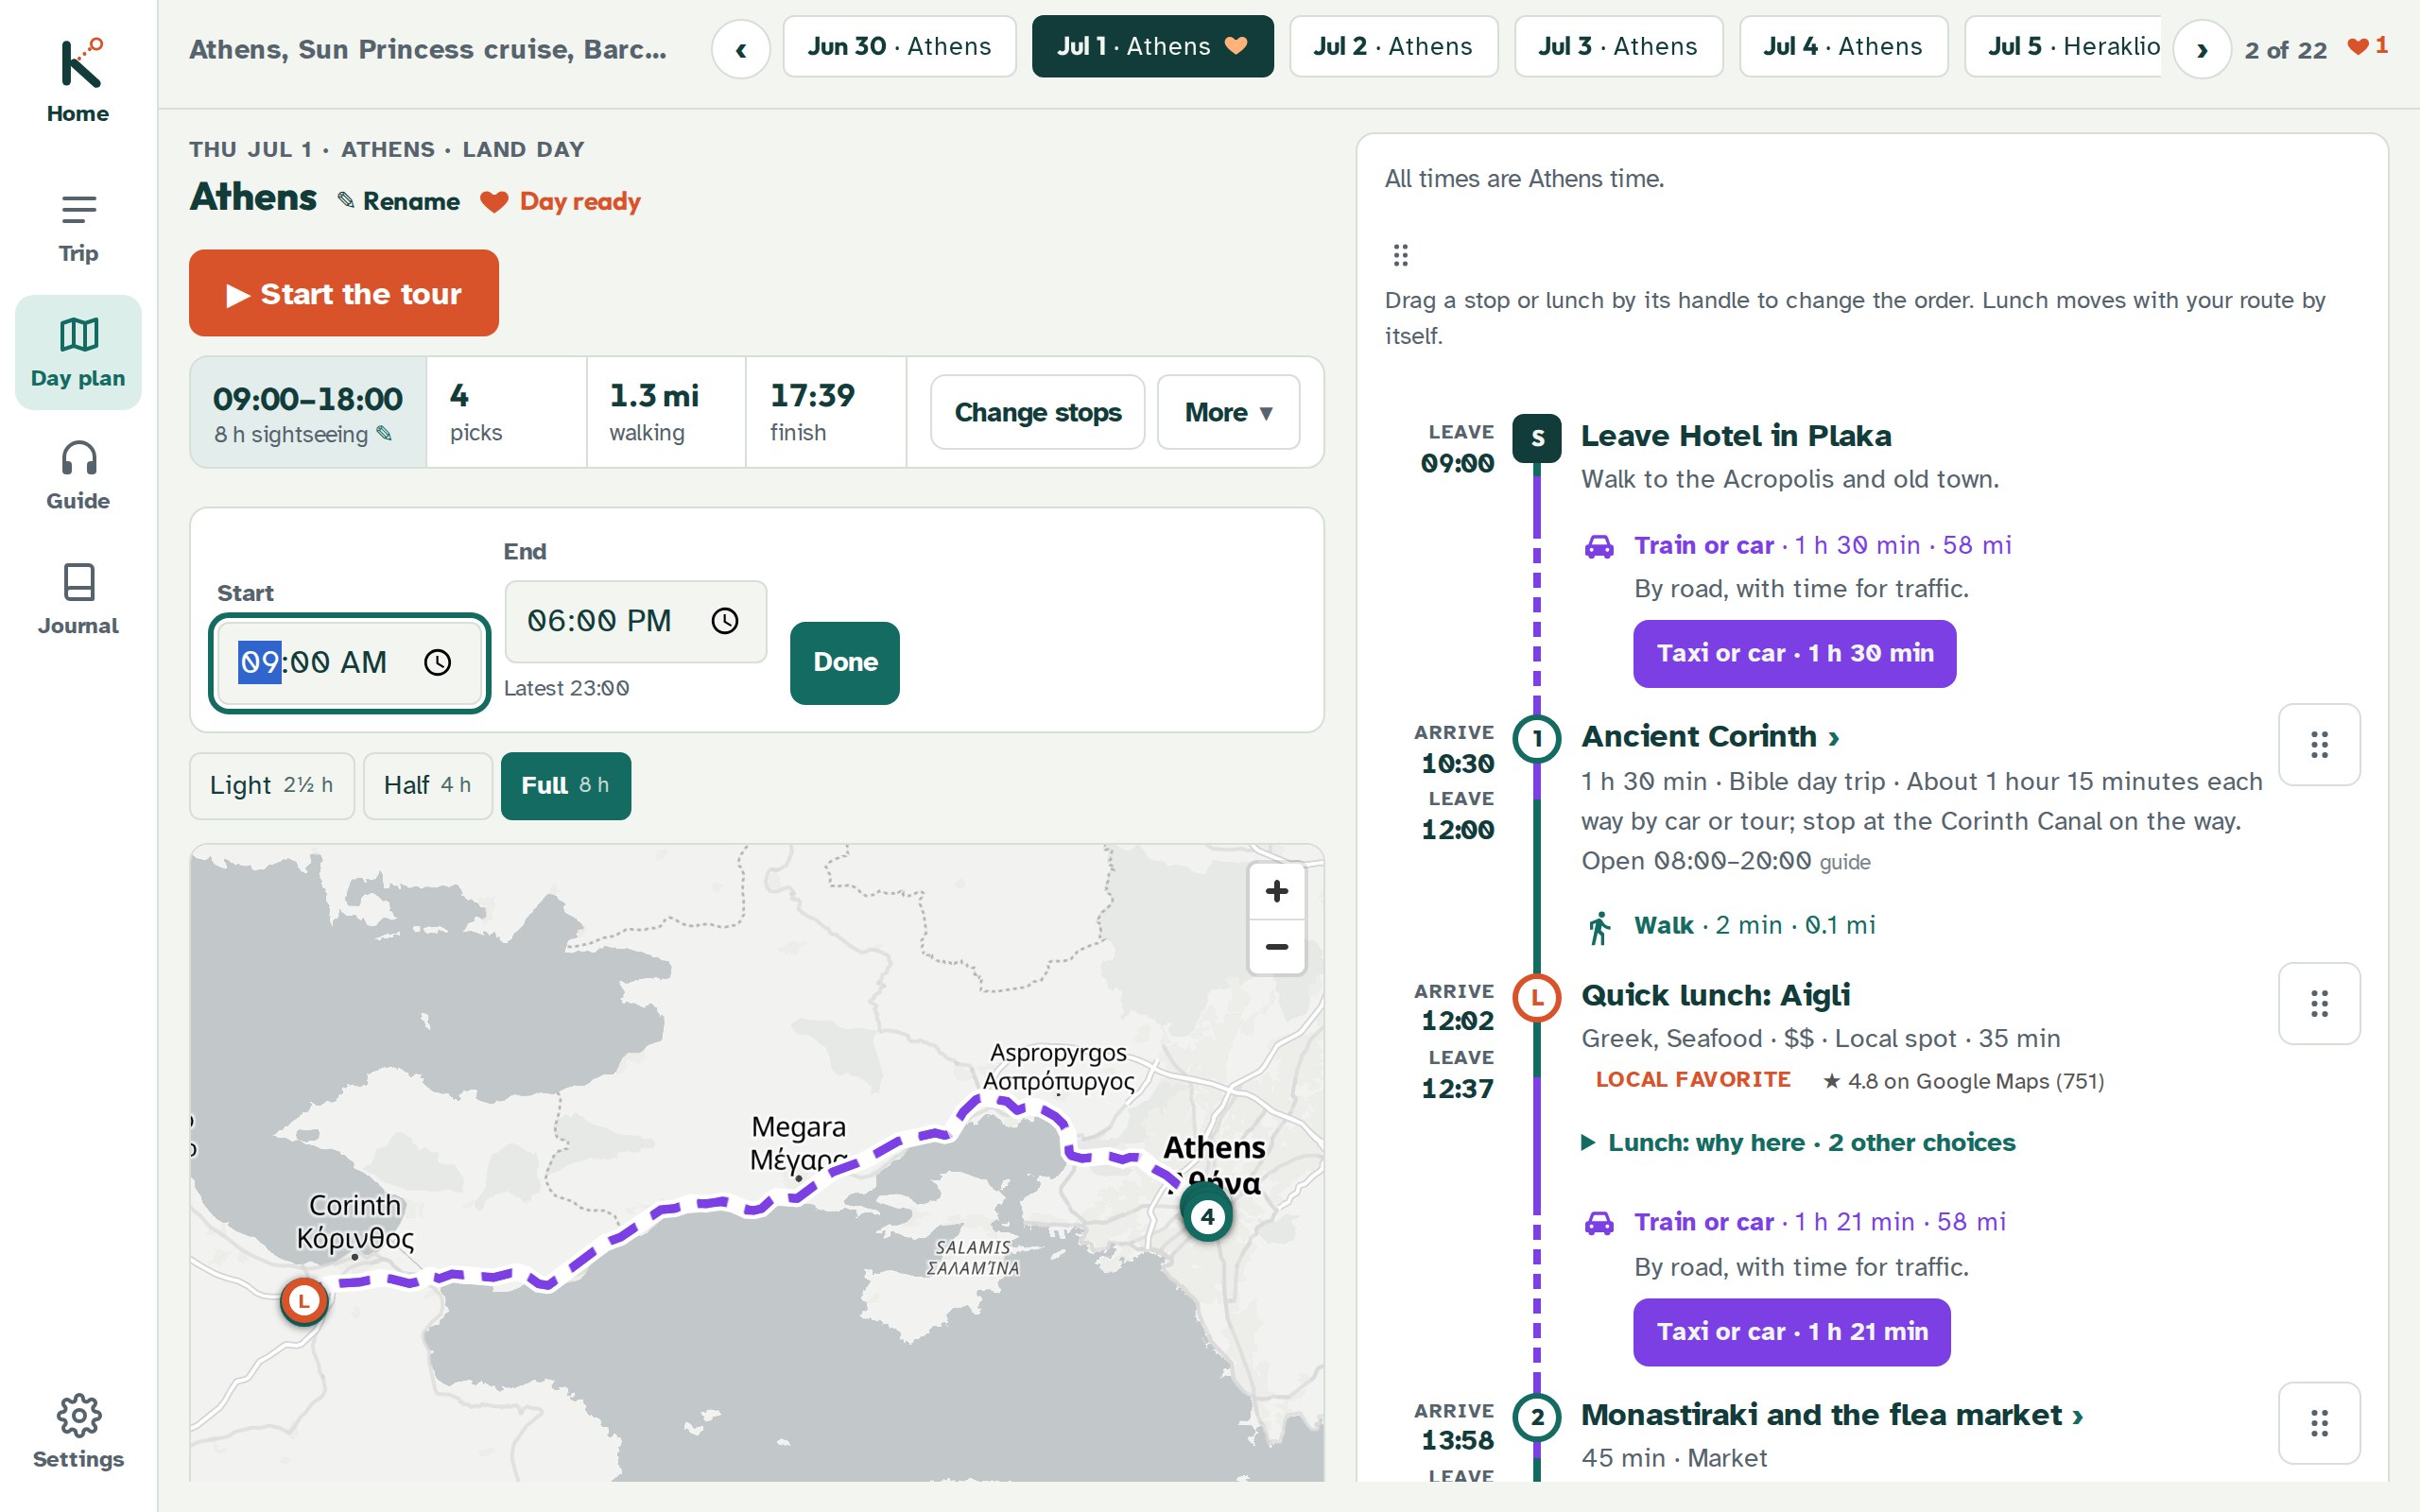 Home
Trip
Day plan
Guide
Journal
Settings
Athens, Sun Princess cruise, Barc...
‹
Jun 30 · Athens
Jul 1 · Athens
Jul 2 · Athens
Jul 3 · Athens
Jul 4 · Athens
Jul 5 · Heraklio
›
2 of 22
1
THU JUL 1 · ATHENS · LAND DAY
Athens ✎ Rename Day ready
▶ Start the tour
09:00–18:00
8 h sightseeing ✎
4
picks
1.3 mi
walking
17:39
finish
Change stops
More ▾
Start
09:00 AM
End
06:00 PM
Latest 23:00
Done
Light 2½ h
Half 4 h
Full 8 h
+
−
Aspropyrgos
Ασπρόπυργος
Megara
Μέγαρα
Athens
Corinth
Κόρινθος
SALAMIS
ΣΑΛΑΜΊΝΑ
4
L
All times are Athens time.
Drag a stop or lunch by its handle to change the order. Lunch moves with your route by
itself.
LEAVE
09:00
S
Leave Hotel in Plaka
Walk to the Acropolis and old town.
Train or car · 1 h 30 min · 58 mi
By road, with time for traffic.
Taxi or car · 1 h 30 min
ARRIVE
10:30
LEAVE
12:00
1
Ancient Corinth ›
1 h 30 min · Bible day trip · About 1 hour 15 minutes each
way by car or tour; stop at the Corinth Canal on the way.
Open 08:00–20:00 guide
Walk · 2 min · 0.1 mi
ARRIVE
12:02
LEAVE
12:37
L
Quick lunch: Aigli
Greek, Seafood · $$ · Local spot · 35 min
LOCAL FAVORITE ★ 4.8 on Google Maps (751)
▶ Lunch: why here · 2 other choices
Train or car · 1 h 21 min · 58 mi
By road, with time for traffic.
Taxi or car · 1 h 21 min
ARRIVE
13:58
LEAVE
2
Monastiraki and the flea market ›
45 min · Market